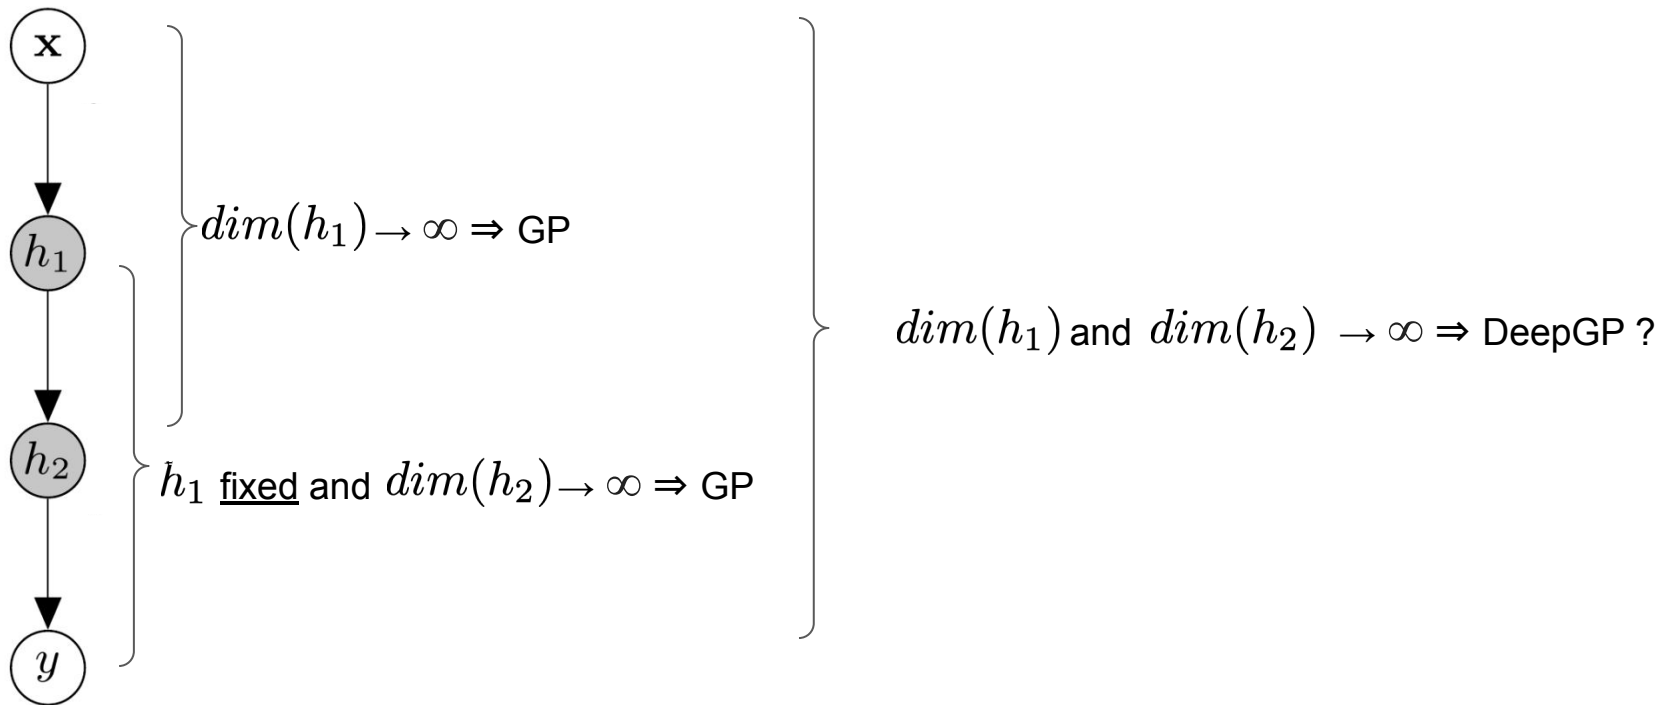 x
dim(h₁) → ∞ ⇒ GP
h₁
dim(h₁) and dim(h₂) → ∞ ⇒ DeepGP ?
h₂
h₁ fixed and dim(h₂) → ∞ ⇒ GP
y